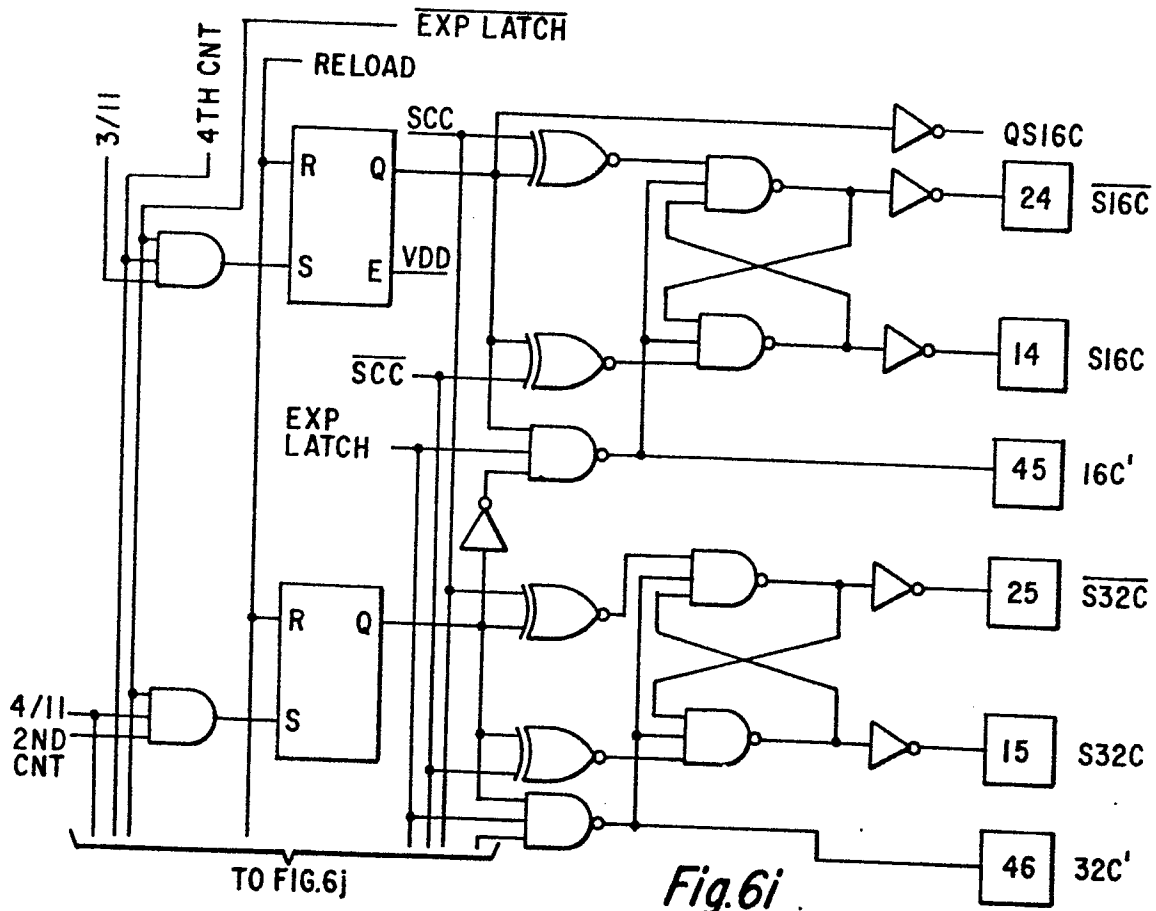 EXP LATCH
RELOAD
3/11
4TH CNT
SCC
R
Q
S
E
VDD
QS16C
24
S16C
14
S16C
SCC
EXP
LATCH
45
16C'
25
S32C
R
Q
4/11
S
2ND
CNT
15
S32C
46
32C'
TO FIG.6j
Fig.6i